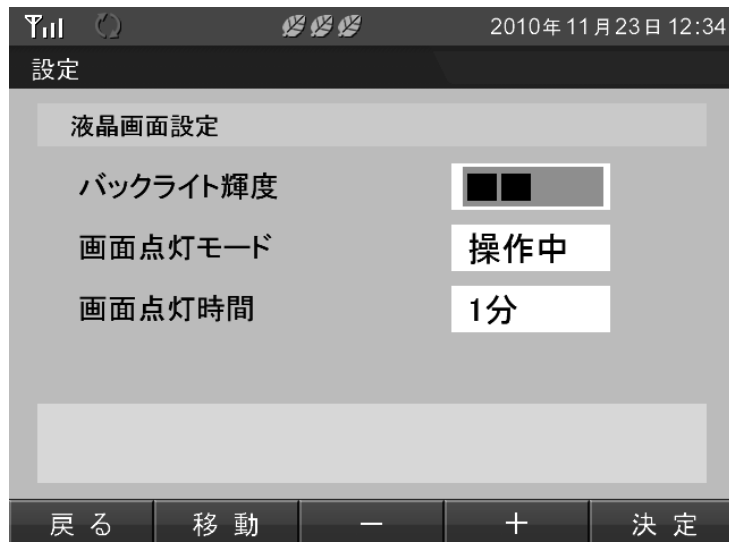 2010年11月23日 12:34
設定
液晶画面設定
バックライト輝度
画面点灯モード 操作中
画面点灯時間 1分
戻る 移動 － ＋ 決定